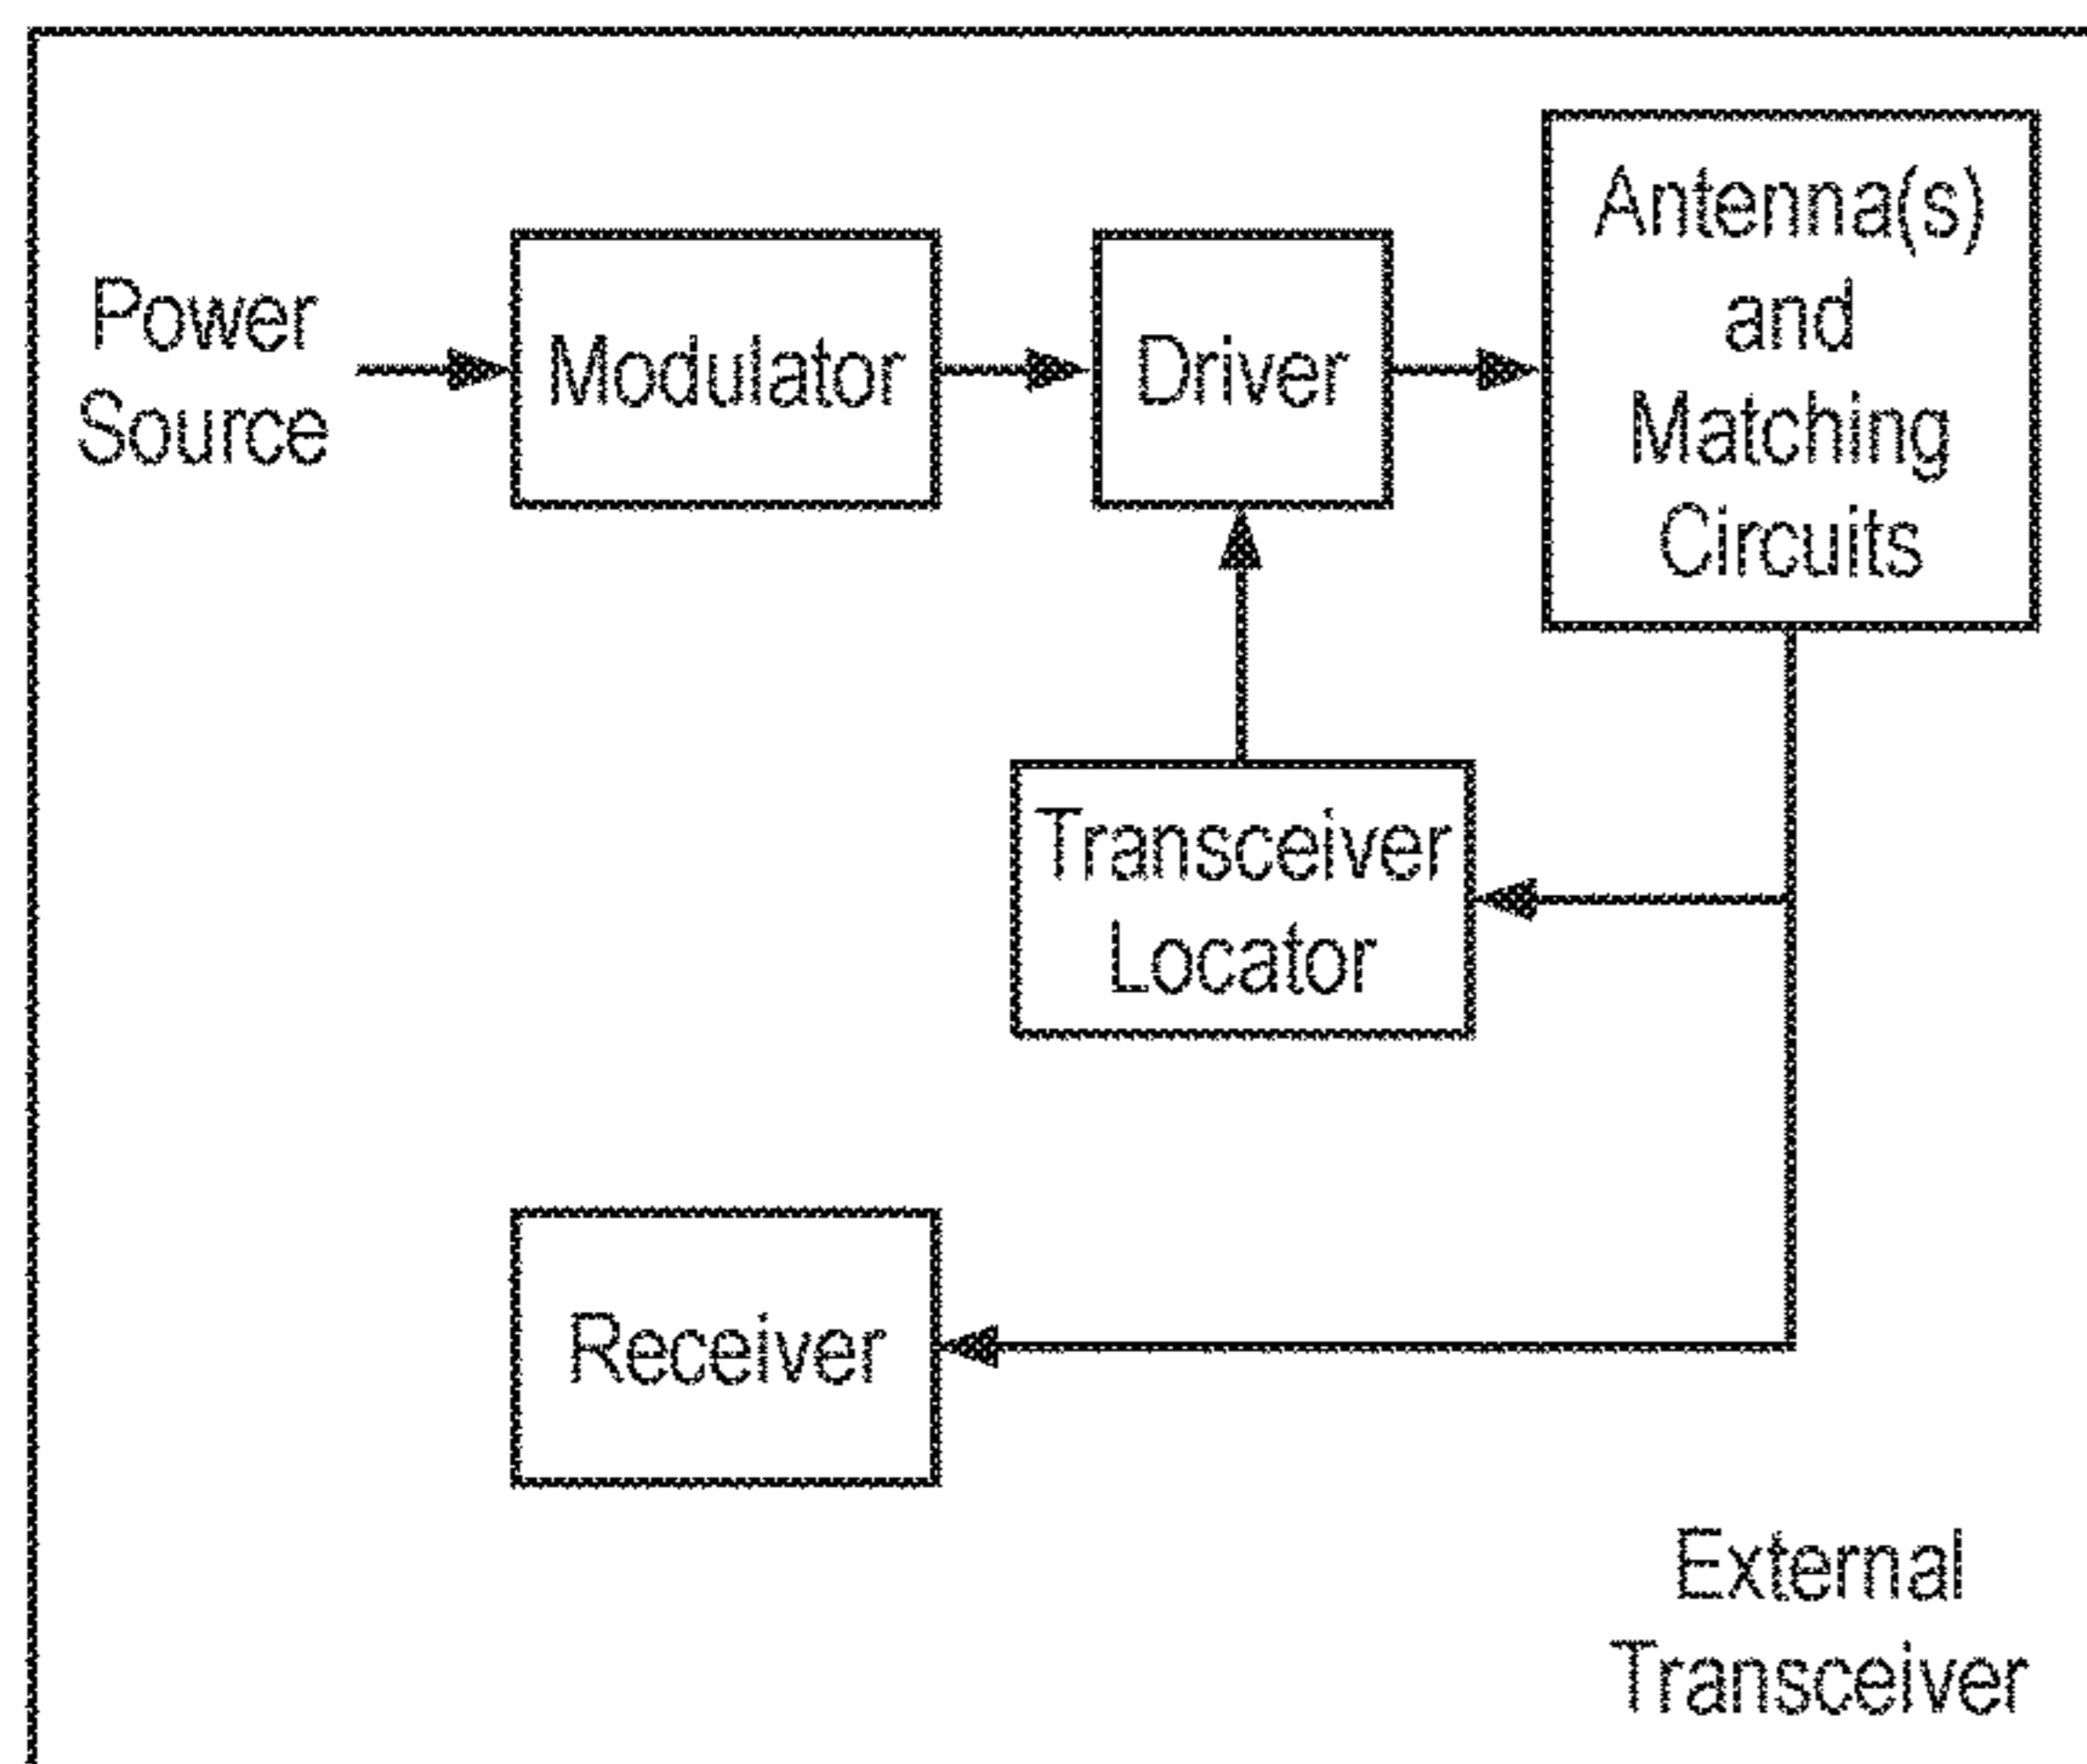 Power
Source
Modulator
Driver
Antenna(s)
and
Matching
Circuits
Transceiver
Locator
Receiver
External
Transceiver